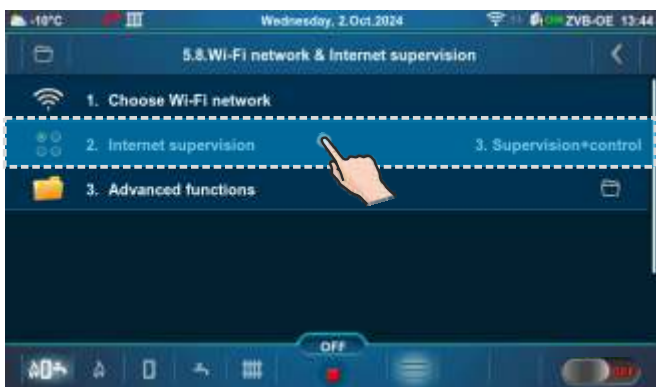 -10°C Wednesday, 2.Oct.2024 ZVB-OE 13:44
5.8.Wi-Fi network & Internet supervision
1. Choose Wi-Fi network
2. Internet supervision 3. Supervision+control
3. Advanced functions
OFF
OFF